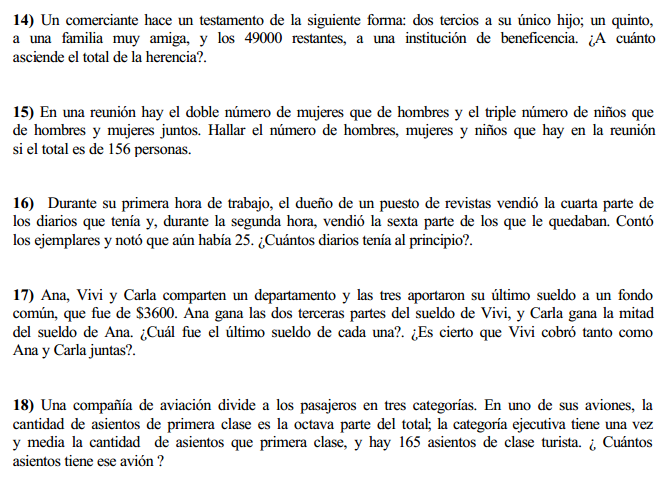 14) Un comerciante hace un testamento de la siguiente forma: dos tercios a su único hijo; un quinto,
a una familia muy amiga, y los 49000 restantes, a una institución de beneficencia. ¿A cuánto
asciende el total de la herencia?.
15) En una reunión hay el doble número de mujeres que de hombres y el triple número de niños que
de hombres y mujeres juntos. Hallar el número de hombres, mujeres y niños que hay en la reunión
si el total es de 156 personas.
16) Durante su primera hora de trabajo, el dueño de un puesto de revistas vendió la cuarta parte de
los diarios que tenía y, durante la segunda hora, vendió la sexta parte de los que le quedaban. Contó
los ejemplares y notó que aún había 25. ¿Cuántos diarios tenía al principio?.
17) Ana, Vivi y Carla comparten un departamento y las tres aportaron su último sueldo a un fondo
común, que fue de $3600. Ana gana las dos terceras partes del sueldo de Vivi, y Carla gana la mitad
del sueldo de Ana. ¿Cuál fue el último sueldo de cada una?. ¿Es cierto que Vivi cobró tanto como
Ana y Carla juntas?.
18) Una compañía de aviación divide a los pasajeros en tres categorías. En uno de sus aviones, la
cantidad de asientos de primera clase es la octava parte del total; la categoría ejecutiva tiene una vez
y media la cantidad de asientos que primera clase, y hay 165 asientos de clase turista. ¿ Cuántos
asientos tiene ese avión ?